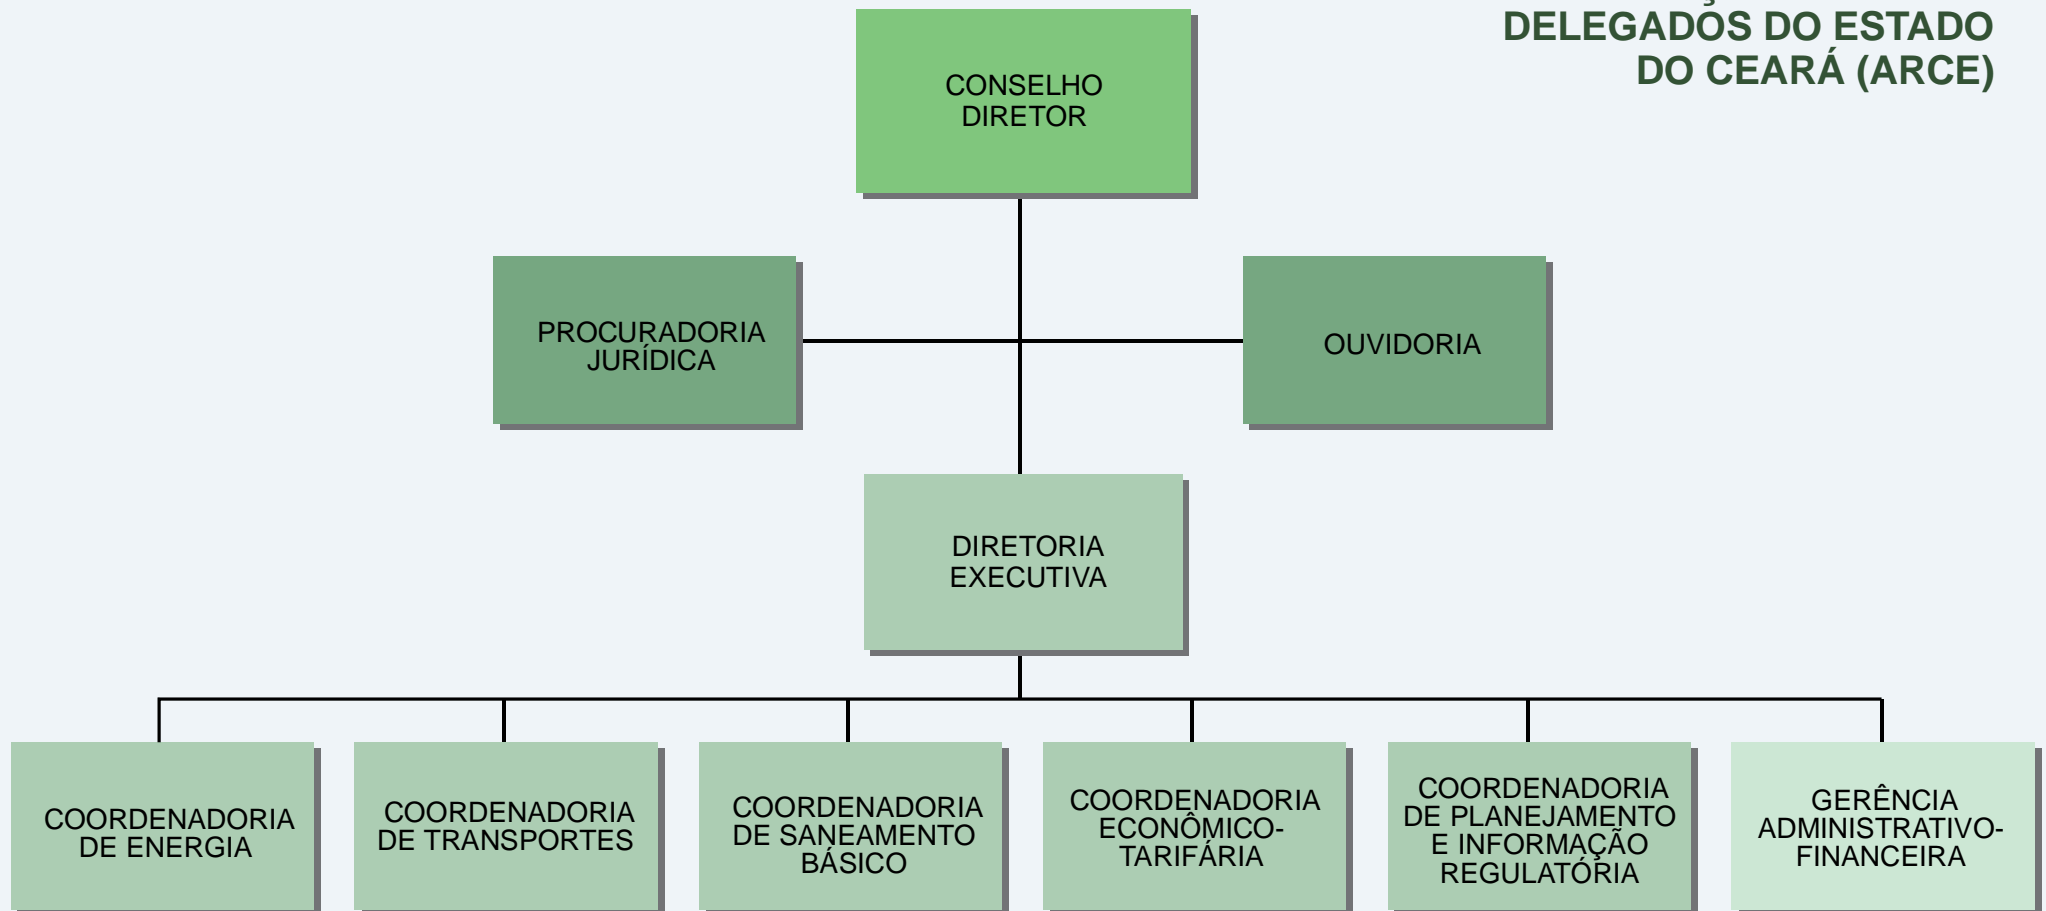 DELEGADOS DO ESTADO
DO CEARÁ (ARCE)
CONSELHO
DIRETOR
PROCURADORIA
JURÍDICA
OUVIDORIA
DIRETORIA
EXECUTIVA
COORDENADORIA
DE ENERGIA
COORDENADORIA
DE TRANSPORTES
COORDENADORIA
DE SANEAMENTO
BÁSICO
COORDENADORIA
ECONÔMICO-
TARIFÁRIA
COORDENADORIA
DE PLANEJAMENTO
E INFORMAÇÃO
REGULATÓRIA
GERÊNCIA
ADMINISTRATIVO-
FINANCEIRA